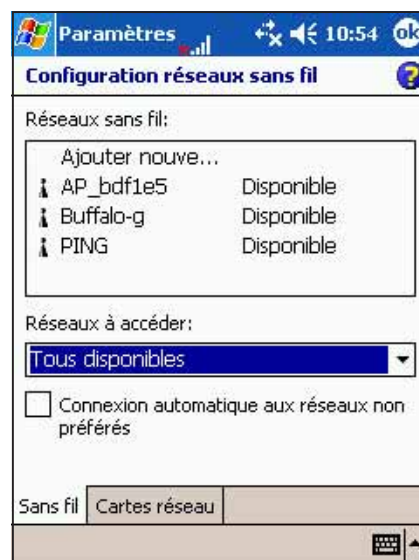 Paramètres 10:54 ok
Configuration réseaux sans fil ?
Réseaux sans fil:
Ajouter nouve...
AP_bdf1e5 Disponible
Buffalo-g Disponible
PING Disponible
Réseaux à accéder:
Tous disponibles
Connexion automatique aux réseaux non
préférés
Sans fil Cartes réseau